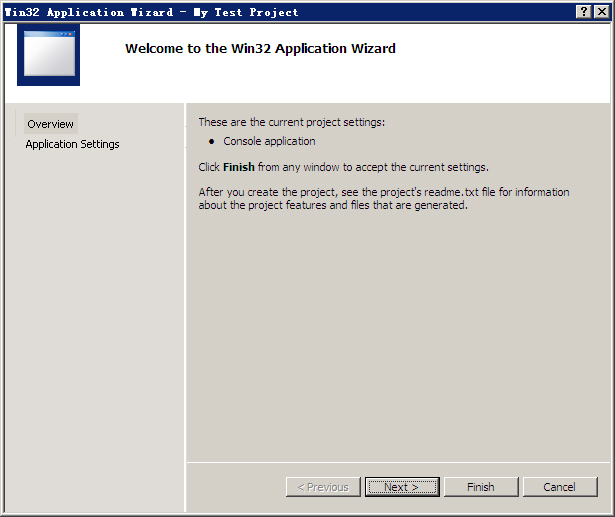 Win32 Application Wizard - My Test Project
Welcome to the Win32 Application Wizard
Overview
Application Settings
These are the current project settings:
● Console application
Click Finish from any window to accept the current settings.
After you create the project, see the project's readme.txt file for information
about the project features and files that are generated.
< Previous
Next >
Finish
Cancel